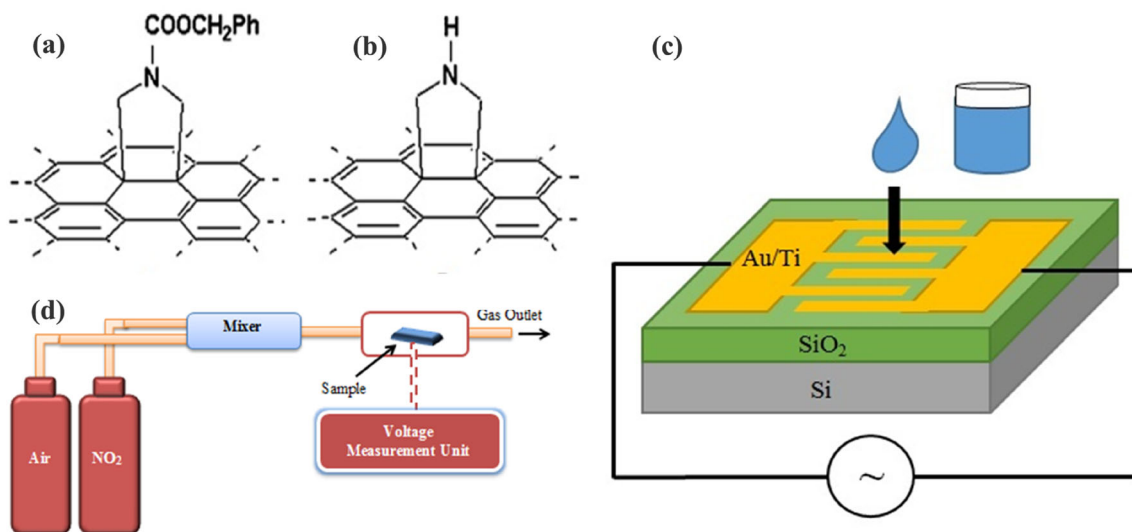 (a)
COOCH₂Ph
N
(b)
H
N
(c)
Au/Ti
SiO₂
Si
~
(d)
Mixer
Gas Outlet
Sample
Voltage
Measurement Unit
Air
NO₂